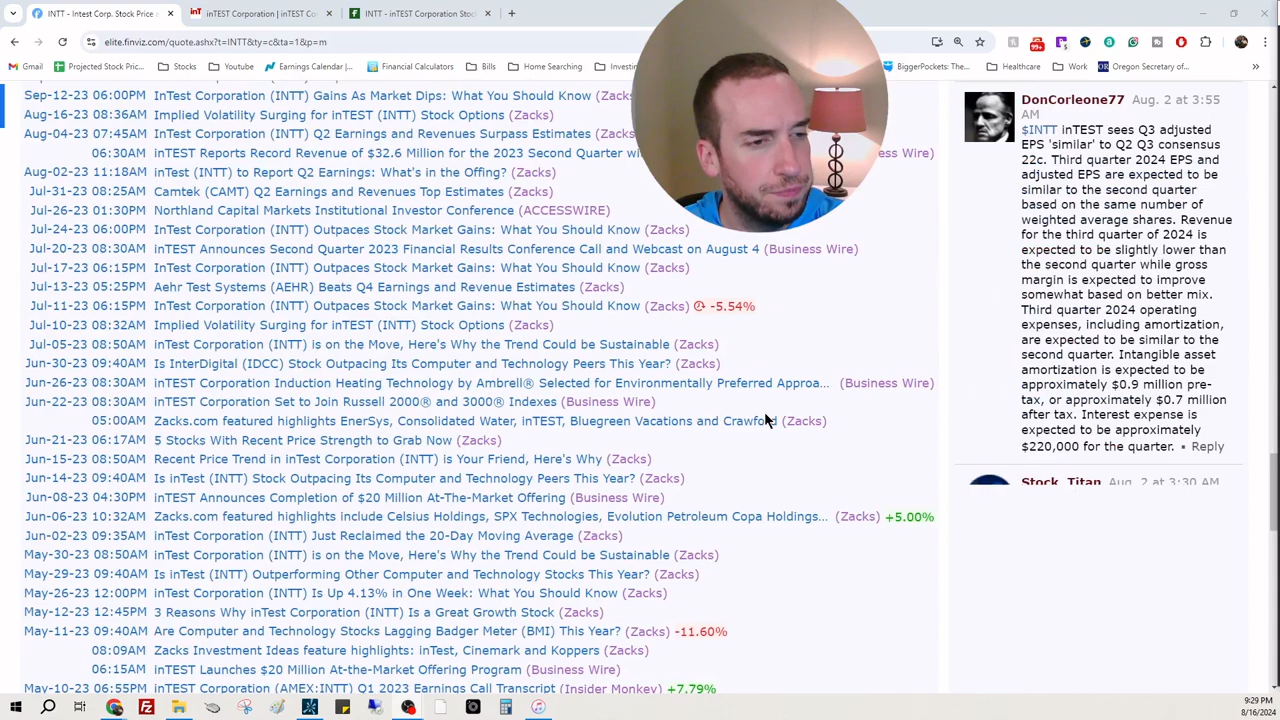 INTT - Intest Corp. Stock Price a
inTEST Corporation | inTEST Co
INTT - inTEST Corporation Stoc
elite.finviz.com/quote.ashx?t=INTT&ty=c&ta=1&p=m
99+
Gmail
Projected Stock Pric...
Stocks
Youtube
Earnings Calendar |...
Financial Calculators
Bills
Home Searching
BiggerPockets: The...
Healthcare
Work
Oregon Secretary of...
Sep-12-23 06:00PM InTest Corporation (INTT) Gains As Market Dips: What You Should Know
Aug-16-23 08:36AM Implied Volatility Surging for inTEST (INTT) Stock Options (Zacks)
Aug-04-23 07:45AM inTest Corporation (INTT) Q2 Earnings and Revenues Surpass Estimates
06:30AM inTEST Reports Record Revenue of $32.6 Million for the 2023 Second Quarter Wire)
Aug-02-23 11:18AM inTest (INTT) to Report Q2 Earnings: What's in the Offing? (Zacks)
Jul-31-23 08:25AM Camtek (CAMT) Q2 Earnings and Revenues Top Estimates (Zacks)
Jul-26-23 01:30PM Northland Capital Markets Institutional Investor Conference (ACCESSWIRE)
Jul-24-23 06:00PM InTest Corporation (INTT) Outpaces Stock Market Gains: What You Should Know (Zacks)
Jul-20-23 08:30AM inTEST Announces Second Quarter 2023 Financial Results Conference Call and Webcast on August 4 (Business Wire)
Jul-17-23 06:15PM InTest Corporation (INTT) Outpaces Stock Market Gains: What You Should Know (Zacks)
Jul-13-23 05:25PM Aehr Test Systems (AEHR) Beats Q4 Earnings and Revenue Estimates (Zacks)
Jul-11-23 06:15PM InTest Corporation (INTT) Outpaces Stock Market Gains: What You Should Know (Zacks) -5.54%
Jul-10-23 08:32AM Implied Volatility Surging for inTEST (INTT) Stock Options (Zacks)
Jul-05-23 08:50AM inTest Corporation (INTT) is on the Move, Here's Why the Trend Could be Sustainable (Zacks)
Jun-30-23 09:40AM Is InterDigital (IDCC) Stock Outpacing Its Computer and Technology Peers This Year? (Zacks)
Jun-26-23 08:30AM inTEST Corporation Induction Heating Technology by Ambrell® Selected for Environmentally Preferred Approa... (Business Wire)
Jun-22-23 08:30AM inTEST Corporation Set to Join Russell 2000® and 3000® Indexes (Business Wire)
05:00AM Zacks.com featured highlights EnerSys, Consolidated Water, inTEST, Bluegreen Vacations and Crawford (Zacks)
Jun-21-23 06:17AM 5 Stocks With Recent Price Strength to Grab Now (Zacks)
Jun-15-23 08:50AM Recent Price Trend in inTest Corporation (INTT) is Your Friend, Here's Why (Zacks)
Jun-14-23 09:40AM Is inTest (INTT) Stock Outpacing Its Computer and Technology Peers This Year? (Zacks)
Jun-08-23 04:30PM inTEST Announces Completion of $20 Million At-The-Market Offering (Business Wire)
Jun-06-23 10:32AM Zacks.com featured highlights include Celsius Holdings, SPX Technologies, Evolution Petroleum Copa Holdings... (Zacks) +5.00%
Jun-02-23 09:35AM inTest Corporation (INTT) Just Reclaimed the 20-Day Moving Average (Zacks)
May-30-23 08:50AM inTest Corporation (INTT) is on the Move, Here's Why the Trend Could be Sustainable (Zacks)
May-29-23 09:40AM Is inTest (INTT) Outperforming Other Computer and Technology Stocks This Year? (Zacks)
May-26-23 12:00PM inTest Corporation (INTT) Is Up 4.13% in One Week: What You Should Know (Zacks)
May-12-23 12:45PM 3 Reasons Why inTest Corporation (INTT) Is a Great Growth Stock (Zacks)
May-11-23 09:40AM Are Computer and Technology Stocks Lagging Badger Meter (BMI) This Year? (Zacks) -11.60%
08:09AM Zacks Investment Ideas feature highlights: inTest, Cinemark and Koppers (Zacks)
06:15AM inTEST Launches $20 Million At-the-Market Offering Program (Business Wire)
May-10-23 06:55PM inTEST Corporation (AMEX:INTT) Q1 2023 Earnings Call Transcript (Insider Monkey) +7.79%
DonCorleone77 Aug. 2 at 3:55
AM
$INTT inTEST sees Q3 adjusted
EPS 'similar' to Q2 Q3 consensus
22c. Third quarter 2024 EPS and
adjusted EPS are expected to be
similar to the second quarter
based on the same number of
weighted average shares. Revenue
for the third quarter of 2024 is
expected to be slightly lower than
the second quarter while gross
margin is expected to improve
somewhat based on better mix.
Third quarter 2024 operating
expenses, including amortization,
are expected to be similar to the
second quarter. Intangible asset
amortization is expected to be
approximately $0.9 million pre-
tax, or approximately $0.7 million
after tax. Interest expense is
expected to be approximately
$220,000 for the quarter. • Reply
Stock_Titan Aug. 2 at 3:30 AM
9:29 PM
8/16/2024